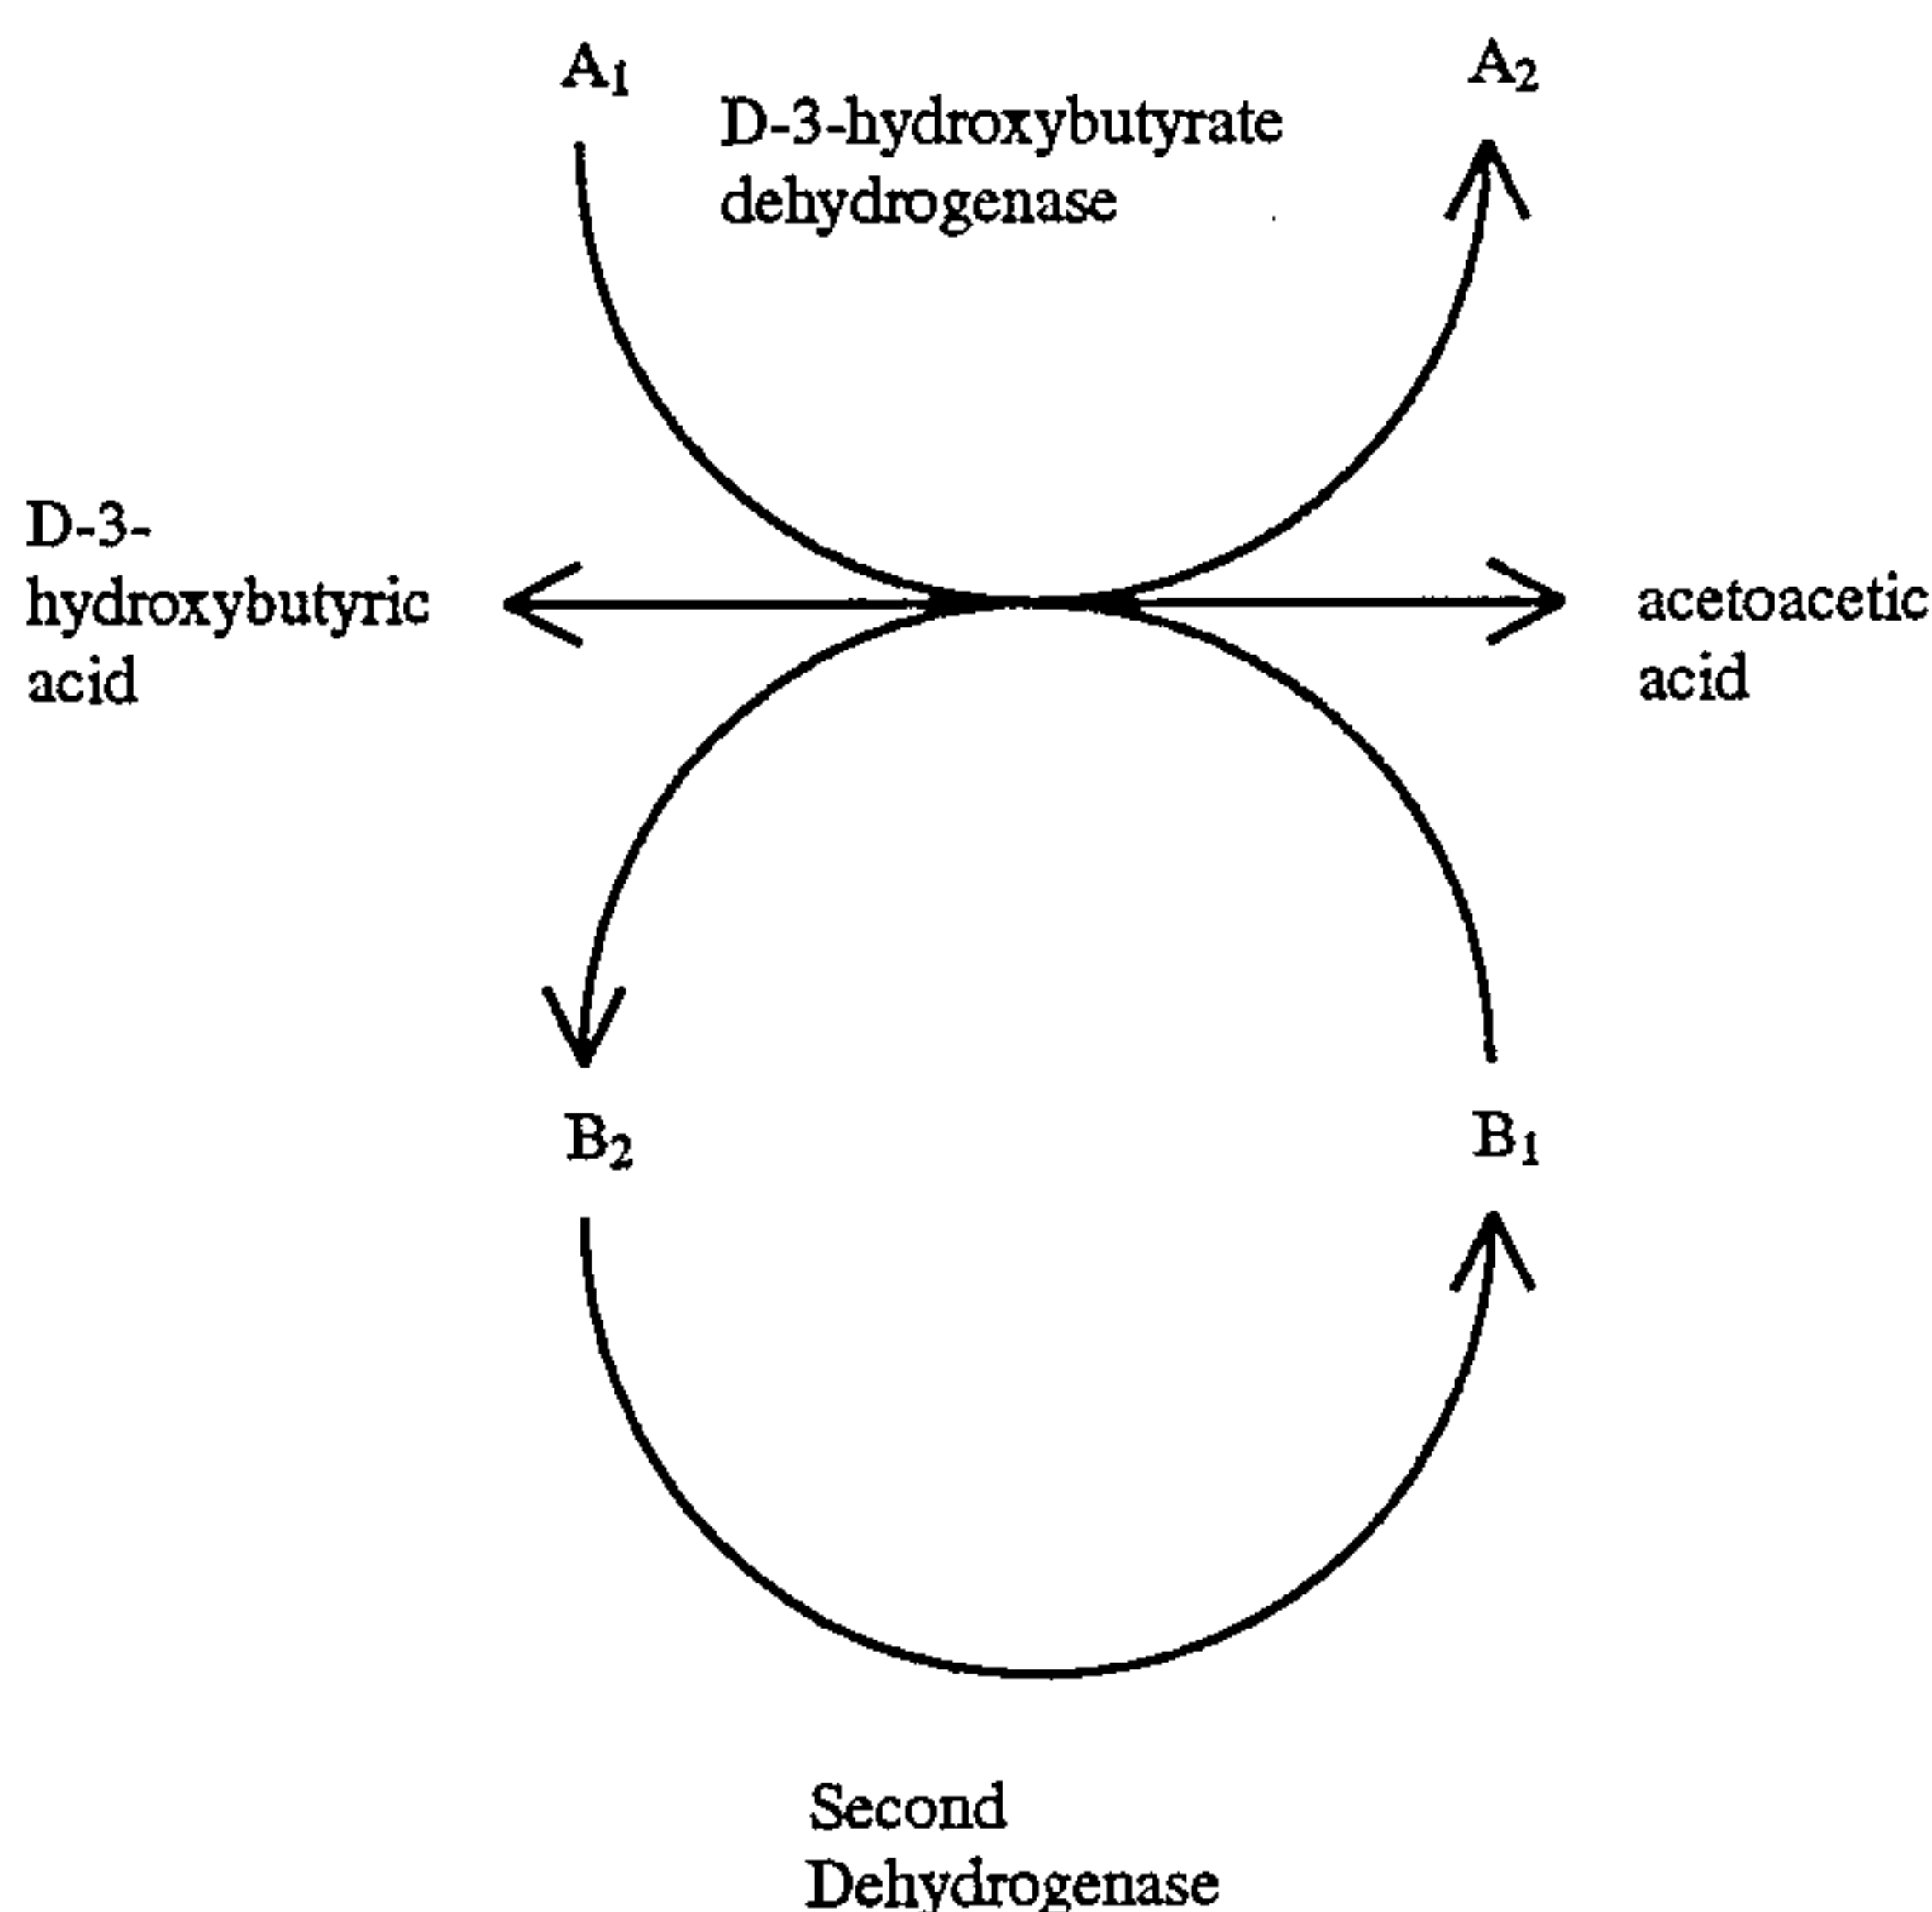 A₁
A₂
D-3-hydroxybutyrate
dehydrogenase
D-3-
hydroxybutyric
acid
acetoacetic
acid
B₂
B₁
Second
Dehydrogenase